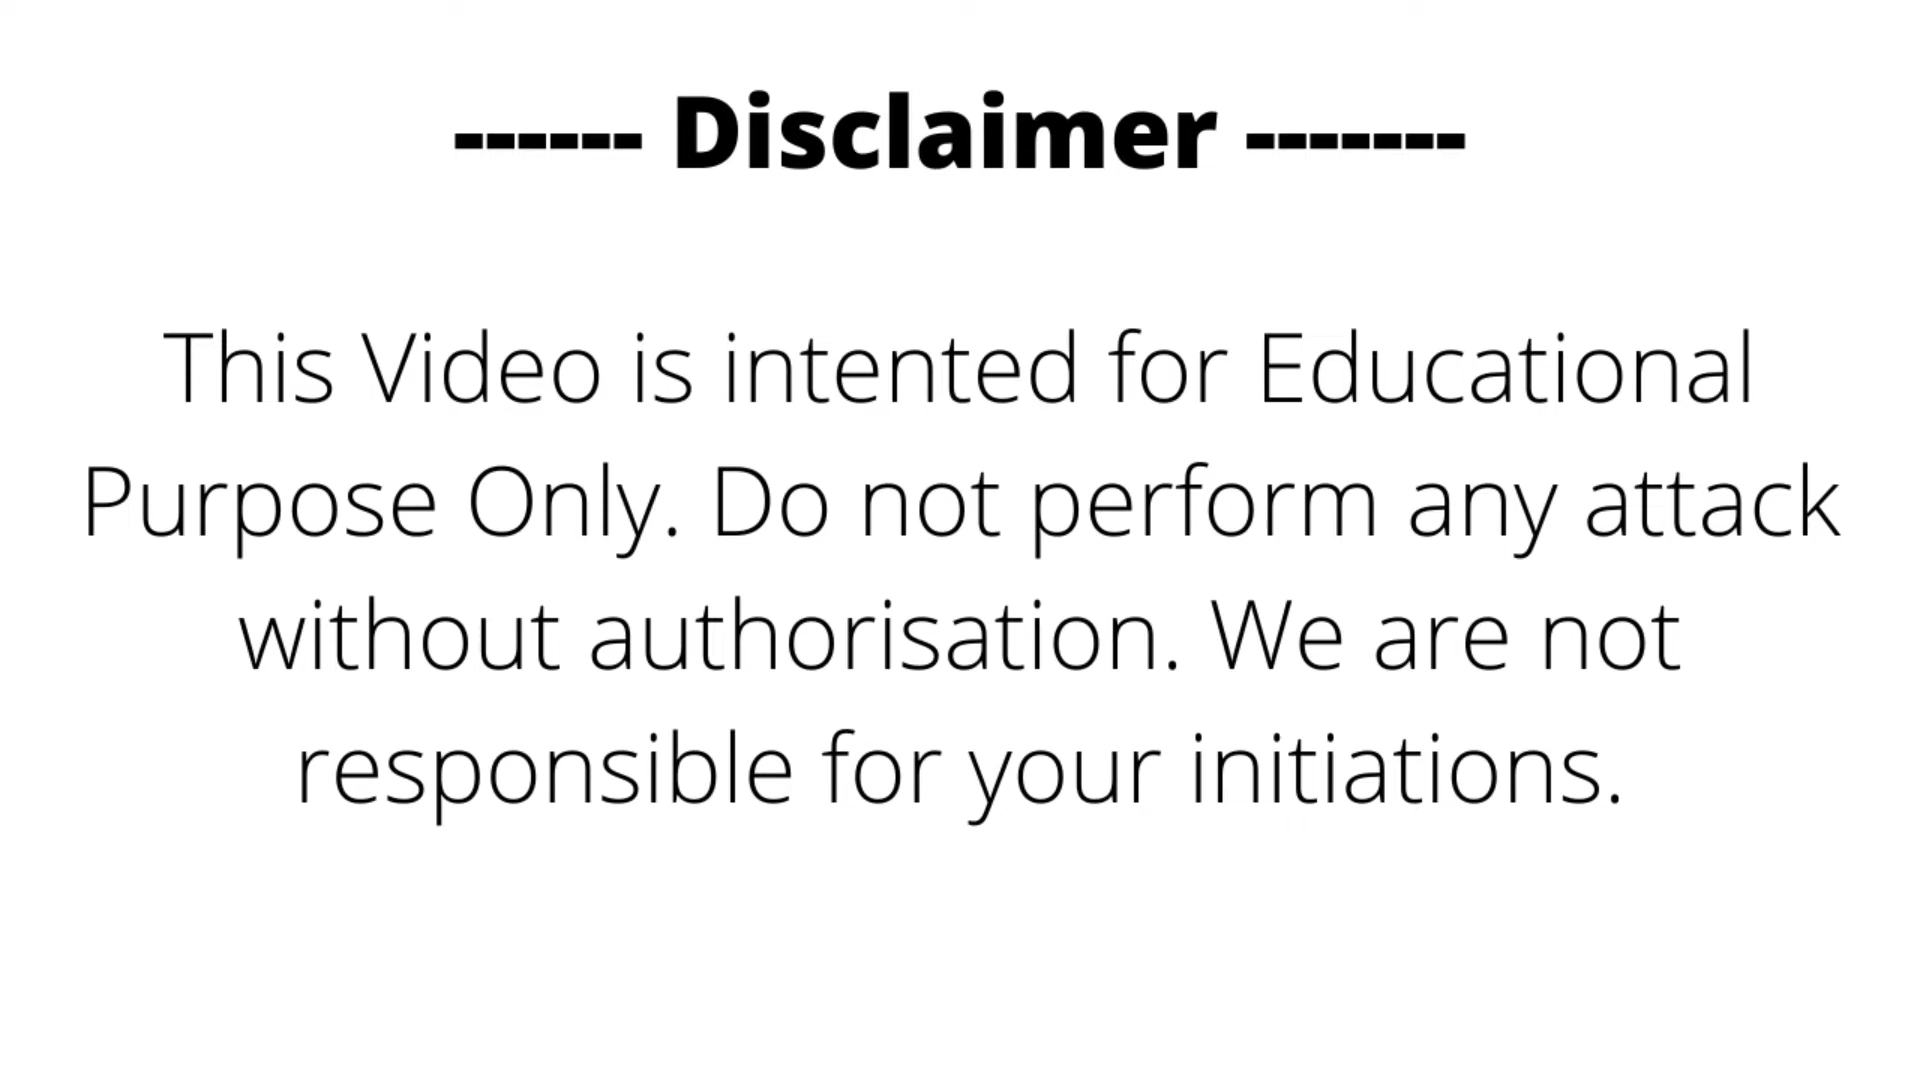 ------ Disclaimer -------
This Video is intented for Educational
Purpose Only. Do not perform any attack
without authorisation. We are not
responsible for your initiations.